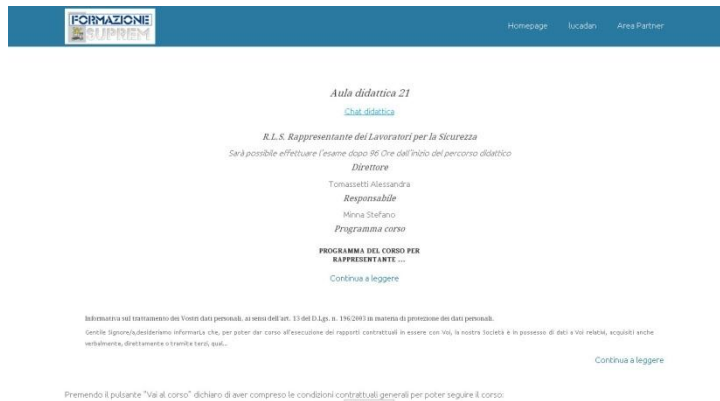 FORMAZIONE
SUPREM
Homepage lucadan Area Partner
Aula didattica 21
Chat didattica
R.L.S. Rappresentante dei Lavoratori per la Sicurezza
Sarà possibile effettuare l'esame dopo 96 Ore dall'inizio del percorso didattico
Direttore
Tomassetti Alessandra
Responsabile
Minna Stefano
Programma corso
PROGRAMMA DEL CORSO PER
RAPPRESENTANTE ...
Continua a leggere
Informativa sul trattamento dei Vostri dati personali, ai sensi dell'art. 13 del D.Lgs. n. 196/2003 in materia di protezione dei dati personali.
Gentile Signore/a,desideriamo informarLa che, per poter dar corso all'esecuzione dei rapporti contrattuali in essere con Voi, la nostra Società è in possesso di dati a Voi relativi, acquisiti anche
verbalmente, direttamente o tramite terzi, qual...
Continua a leggere
Premendo il pulsante "Vai al corso" dichiaro di aver compreso le condizioni contrattuali generali per poter seguire il corso: